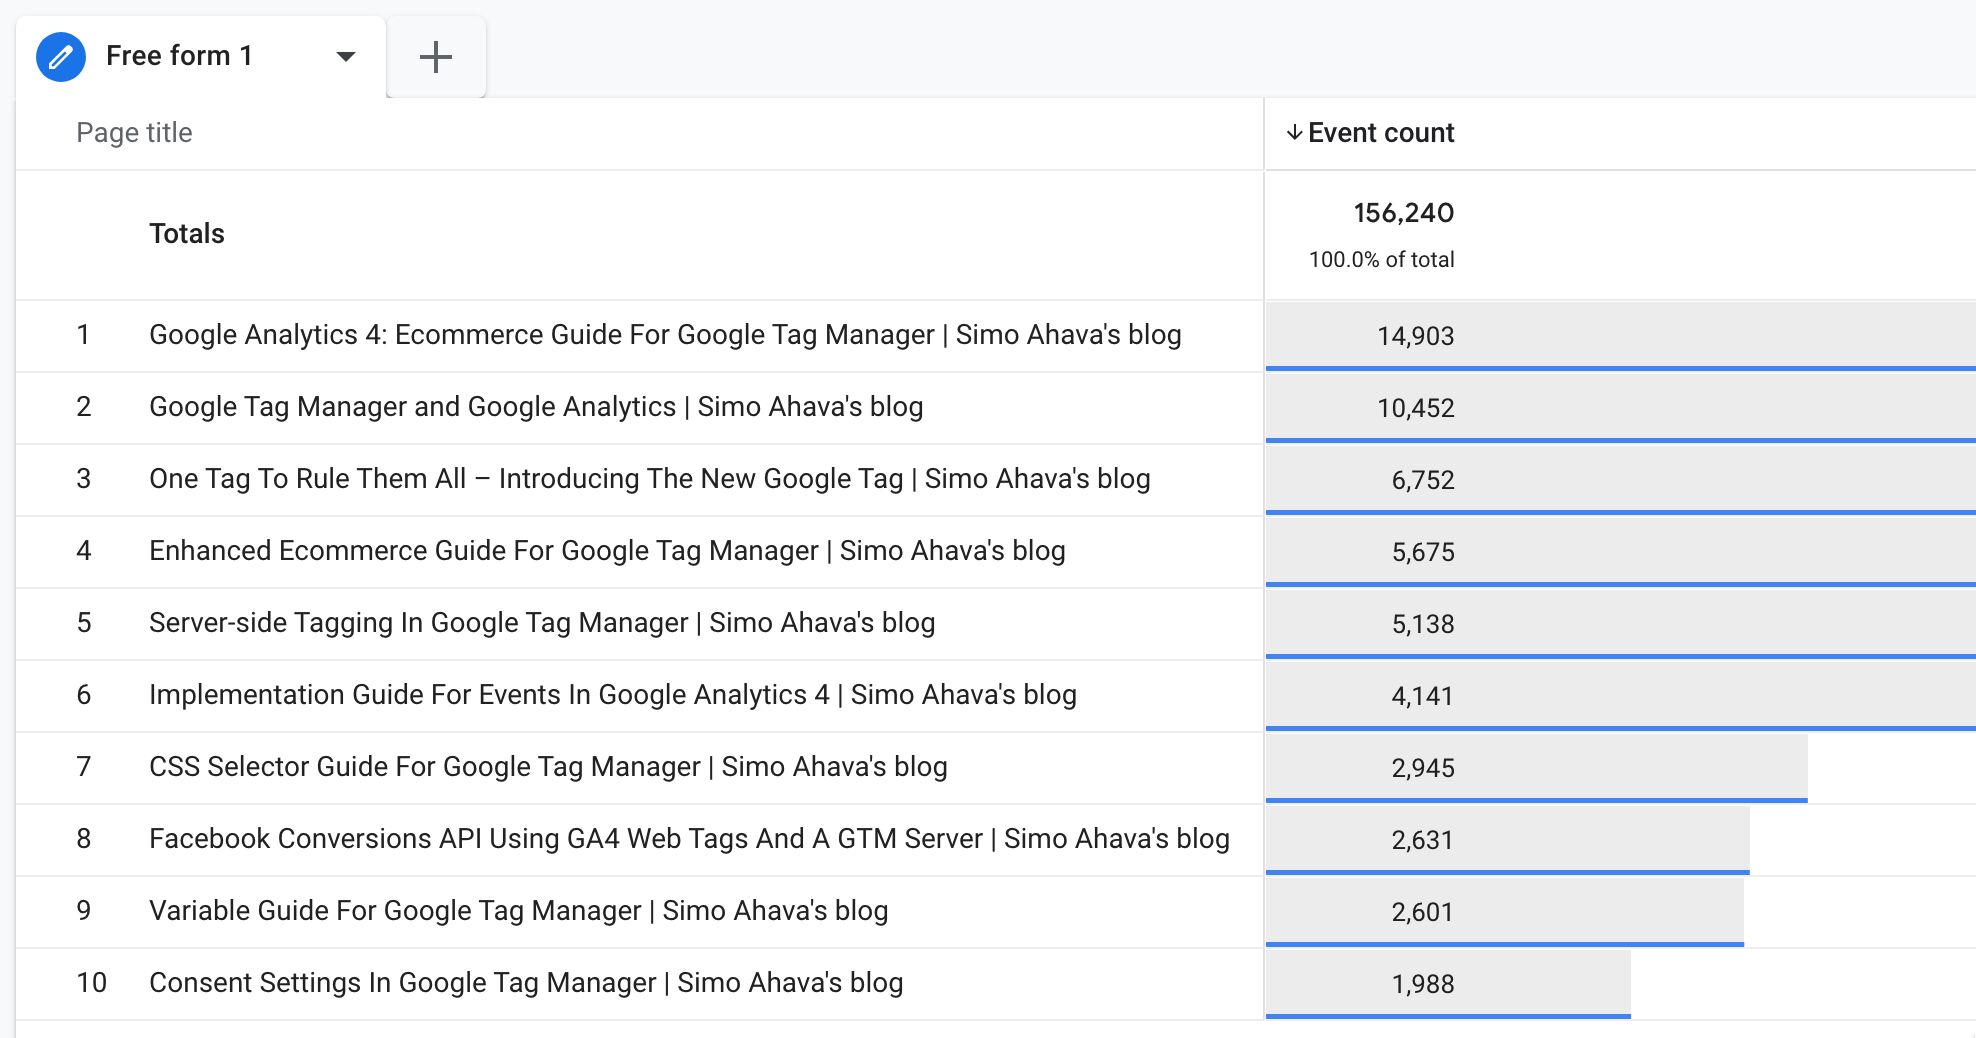 Free form 1
Page title
Event count
Totals
156,240
100.0% of total
1 Google Analytics 4: Ecommerce Guide For Google Tag Manager | Simo Ahava's blog 14,903
2 Google Tag Manager and Google Analytics | Simo Ahava's blog 10,452
3 One Tag To Rule Them All – Introducing The New Google Tag | Simo Ahava's blog 6,752
4 Enhanced Ecommerce Guide For Google Tag Manager | Simo Ahava's blog 5,675
5 Server-side Tagging In Google Tag Manager | Simo Ahava's blog 5,138
6 Implementation Guide For Events In Google Analytics 4 | Simo Ahava's blog 4,141
7 CSS Selector Guide For Google Tag Manager | Simo Ahava's blog 2,945
8 Facebook Conversions API Using GA4 Web Tags And A GTM Server | Simo Ahava's blog 2,631
9 Variable Guide For Google Tag Manager | Simo Ahava's blog 2,601
10 Consent Settings In Google Tag Manager | Simo Ahava's blog 1,988